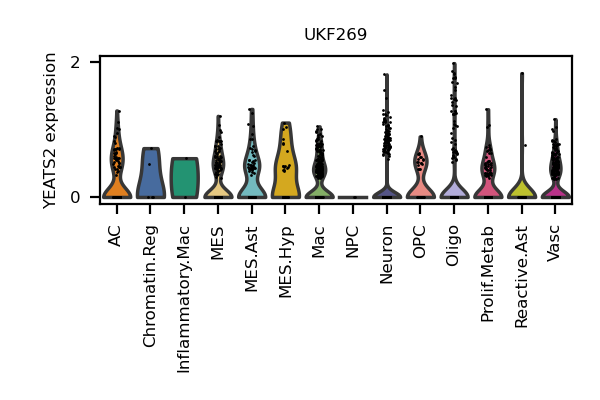 UKF269
YEATS2 expression
2
0
AC
Chromatin.Reg
Inflammatory.Mac
MES
MES.Ast
MES.Hyp
Mac
NPC
Neuron
OPC
Oligo
Prolif.Metab
Reactive.Ast
Vasc